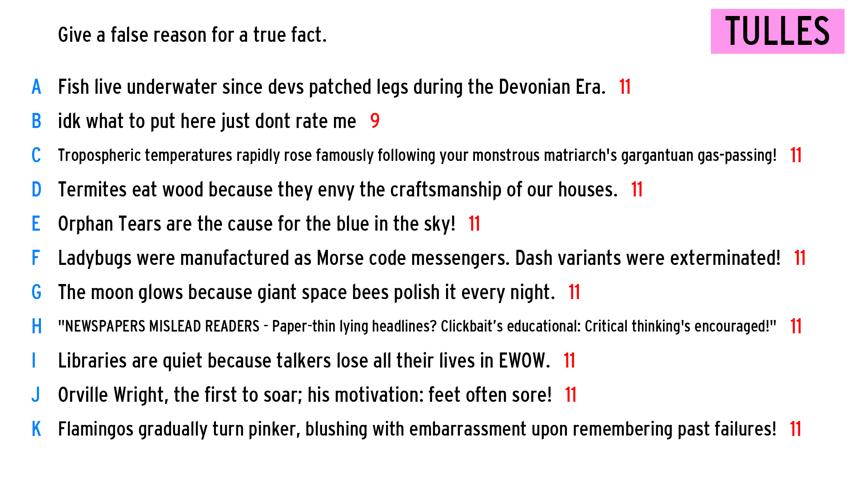 Give a false reason for a true fact.
TULLES
A Fish live underwater since devs patched legs during the Devonian Era. 11
B idk what to put here just dont rate me 9
C Tropospheric temperatures rapidly rose famously following your monstrous matriarch's gargantuan gas-passing! 11
D Termites eat wood because they envy the craftsmanship of our houses. 11
E Orphan Tears are the cause for the blue in the sky! 11
F Ladybugs were manufactured as Morse code messengers. Dash variants were exterminated! 11
G The moon glows because giant space bees polish it every night. 11
H "NEWSPAPERS MISLEAD READERS - Paper-thin lying headlines? Clickbait’s educational: Critical thinking's encouraged!" 11
I Libraries are quiet because talkers lose all their lives in EWOW. 11
J Orville Wright, the first to soar; his motivation: feet often sore! 11
K Flamingos gradually turn pinker, blushing with embarrassment upon remembering past failures! 11